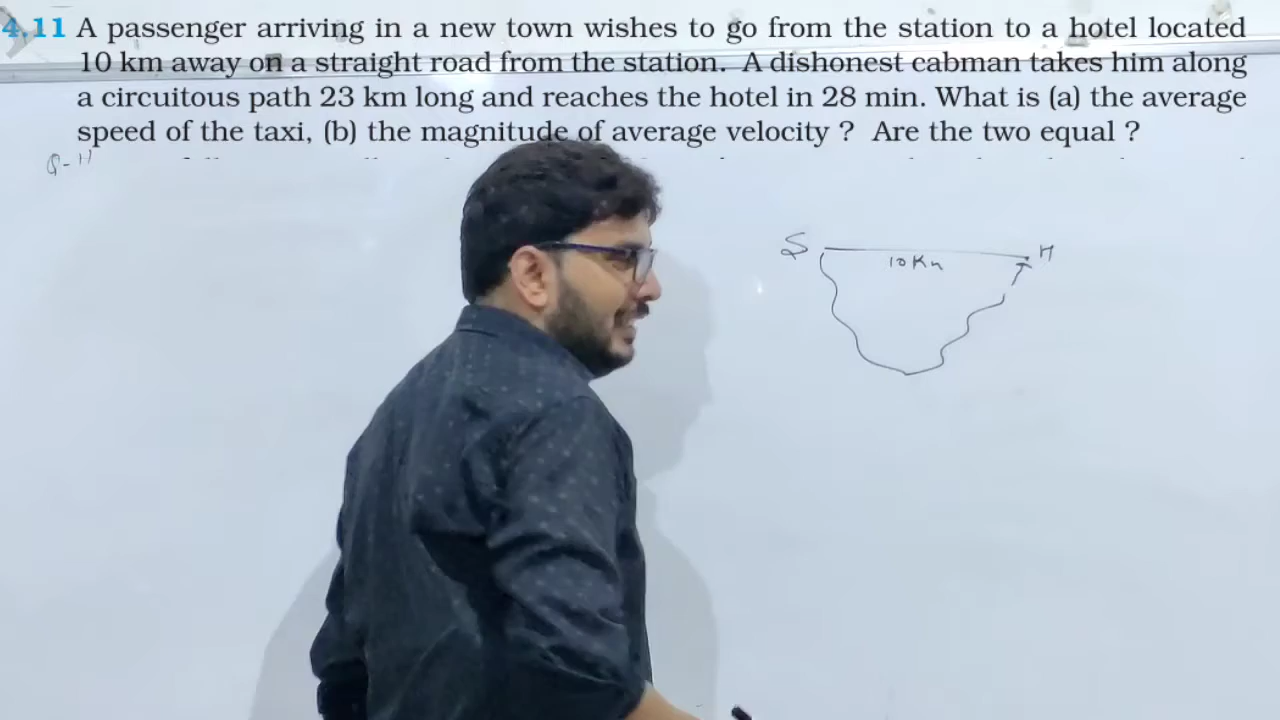 4.11 A passenger arriving in a new town wishes to go from the station to a hotel located
10 km away on a straight road from the station. A dishonest cabman takes him along
a circuitous path 23 km long and reaches the hotel in 28 min. What is (a) the average
speed of the taxi, (b) the magnitude of average velocity ? Are the two equal ?
Q-11
S H
10 Km